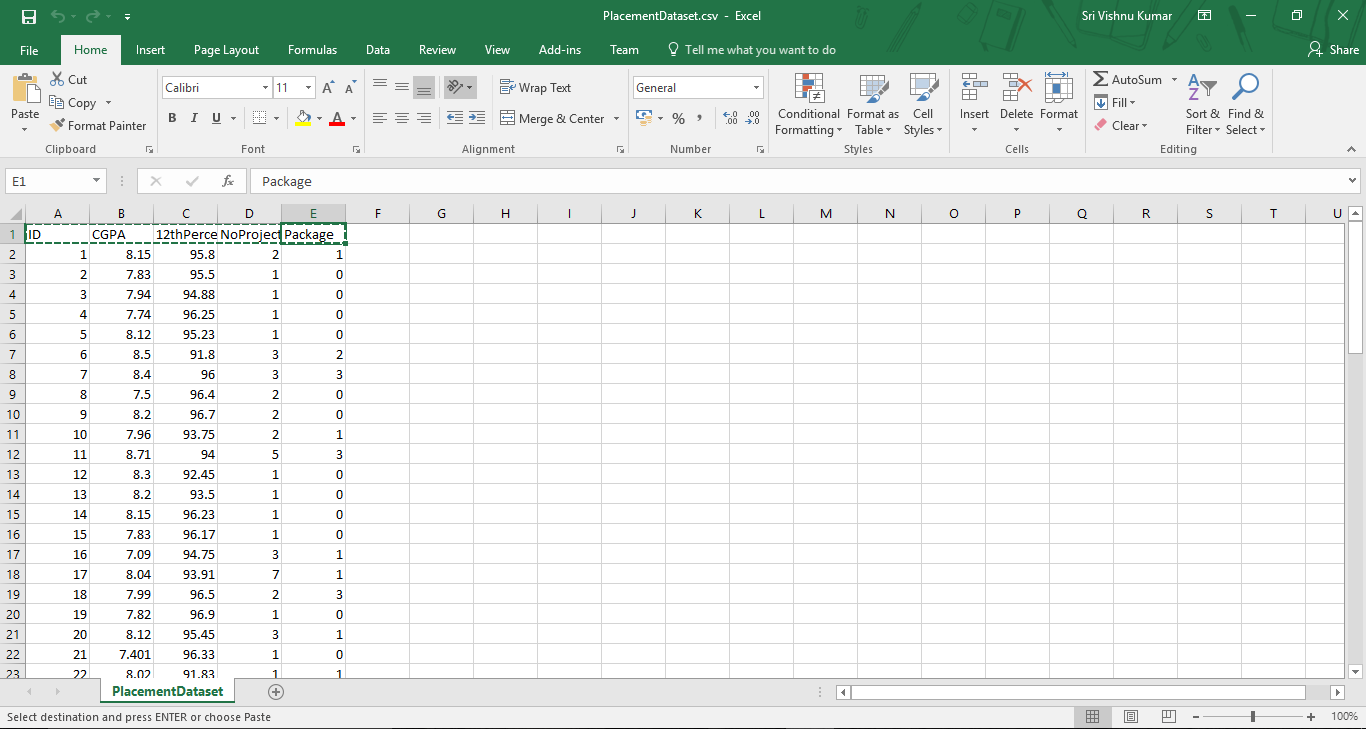 PlacementDataset.csv - Excel
Sri Vishnu Kumar
File Home Insert Page Layout Formulas Data Review View Add-ins Team Tell me what you want to do Share
Paste
Cut
Copy
Format Painter
Clipboard
Calibri 11 A A
B I U A
Font
Wrap Text
Merge & Center
Alignment
General
% , .0 .00 .00 .0
Number
Conditional Formatting
Format as Table
Cell Styles
Styles
Insert Delete Format
Cells
AutoSum
Fill
Clear
Sort & Filter
Find & Select
Editing
E1 fx Package
A B C D E F G H I J K L M N O P Q R S T U
1 ID CGPA 12thPerce NoProject Package
2 1 8.15 95.8 2 1
3 2 7.83 95.5 1 0
4 3 7.94 94.88 1 0
5 4 7.74 96.25 1 0
6 5 8.12 95.23 1 0
7 6 8.5 91.8 3 2
8 7 8.4 96 3 3
9 8 7.5 96.4 2 0
10 9 8.2 96.7 2 0
11 10 7.96 93.75 2 1
12 11 8.71 94 5 3
13 12 8.3 92.45 1 0
14 13 8.2 93.5 1 0
15 14 8.15 96.23 1 0
16 15 7.83 96.17 1 0
17 16 7.09 94.75 3 1
18 17 8.04 93.91 7 1
19 18 7.99 96.5 2 3
20 19 7.82 96.9 1 0
21 20 8.12 95.45 3 1
22 21 7.401 96.33 1 0
23 22 8.02 91.83 1 1
PlacementDataset
Select destination and press ENTER or choose Paste
100%